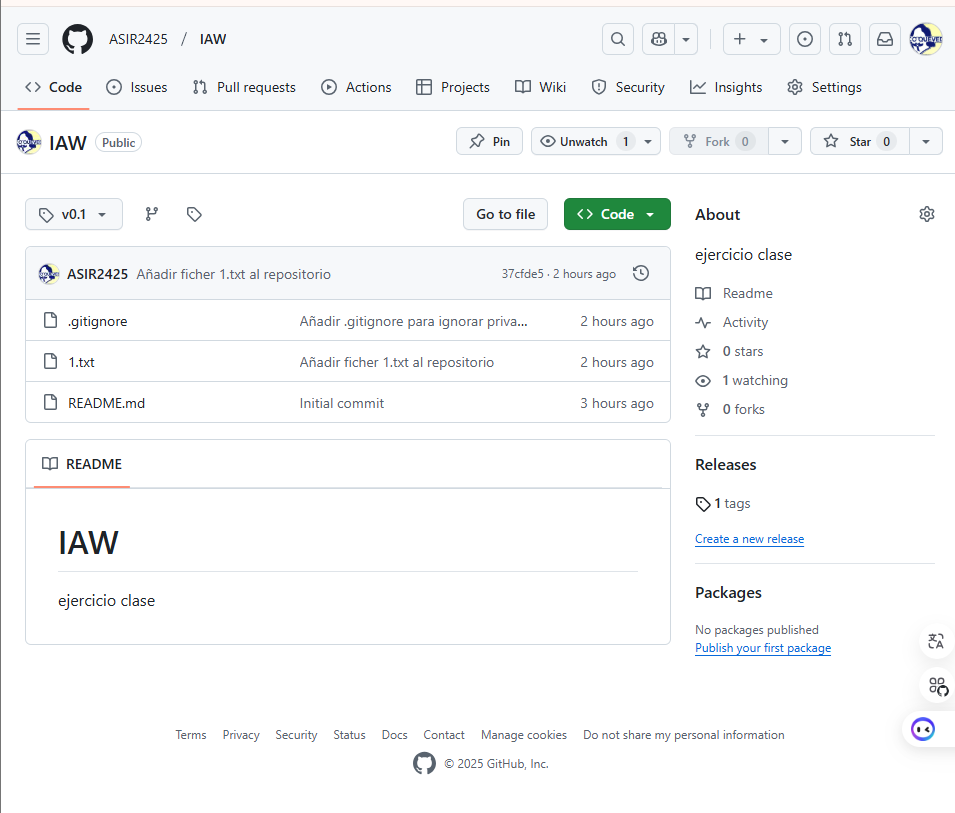 ASIR2425 / IAW
Code Issues Pull requests Actions Projects Wiki Security Insights Settings
IAW Public Pin Unwatch 1 Fork 0 Star 0
v0.1 Go to file Code
ASIR2425 Añadir ficher 1.txt al repositorio 37cfde5 · 2 hours ago
.gitignore Añadir .gitignore para ignorar priva... 2 hours ago
1.txt Añadir ficher 1.txt al repositorio 2 hours ago
README.md Initial commit 3 hours ago
README
IAW
ejercicio clase
About
ejercicio clase
Readme
Activity
0 stars
1 watching
0 forks
Releases
1 tags
Create a new release
Packages
No packages published
Publish your first package
Terms Privacy Security Status Docs Contact Manage cookies Do not share my personal information
© 2025 GitHub, Inc.